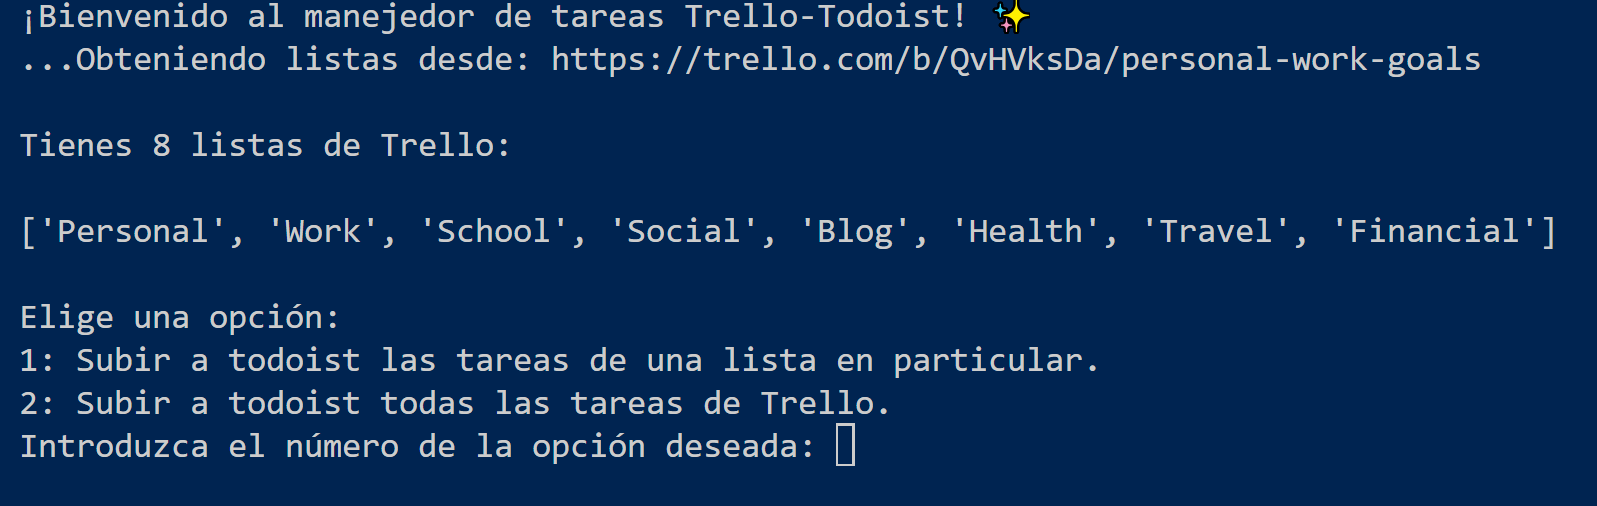 ¡Bienvenido al manejedor de tareas Trello-Todoist! ✨
...Obteniendo listas desde: https://trello.com/b/QvHVksDa/personal-work-goals
Tienes 8 listas de Trello:
['Personal', 'Work', 'School', 'Social', 'Blog', 'Health', 'Travel', 'Financial']
Elige una opción:
1: Subir a todoist las tareas de una lista en particular.
2: Subir a todoist todas las tareas de Trello.
Introduzca el número de la opción deseada: